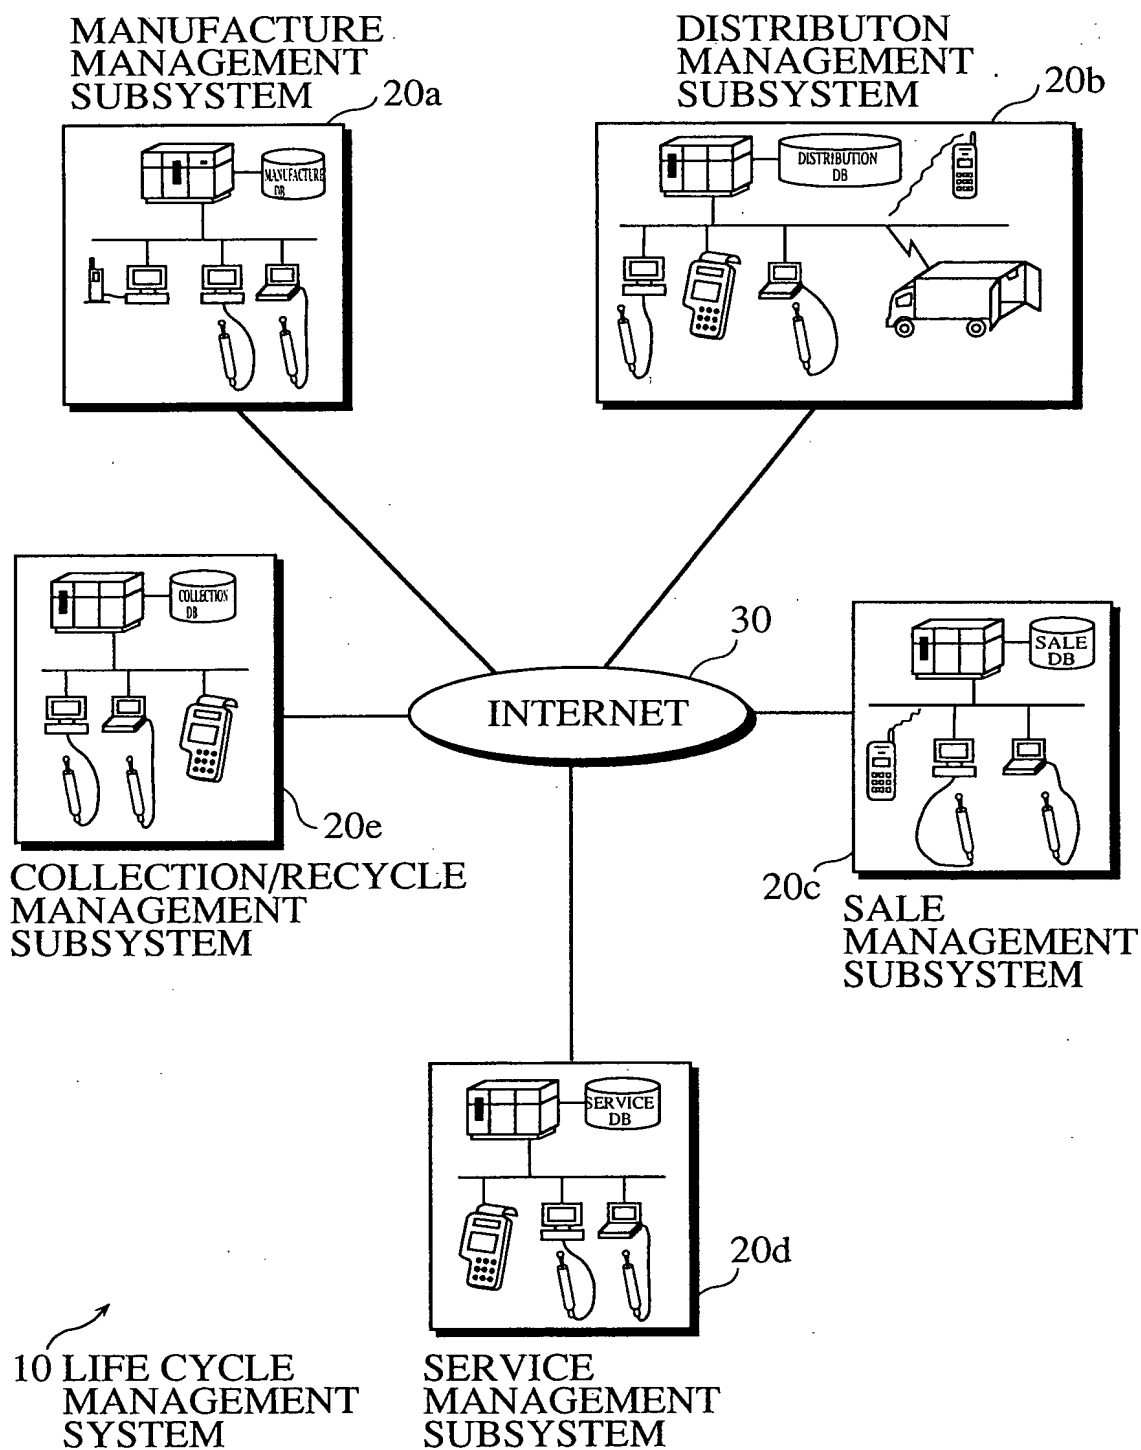 MANUFACTURE
MANAGEMENT
SUBSYSTEM
20a
MANUFACTURE
DB
DISTRIBUTON
MANAGEMENT
SUBSYSTEM
20b
DISTRIBUTION
DB
COLLECTION
DB
20e
COLLECTION/RECYCLE
MANAGEMENT
SUBSYSTEM
30
INTERNET
SALE
DB
20c
SALE
MANAGEMENT
SUBSYSTEM
SERVICE
DB
20d
SERVICE
MANAGEMENT
SUBSYSTEM
10 LIFE CYCLE
MANAGEMENT
SYSTEM